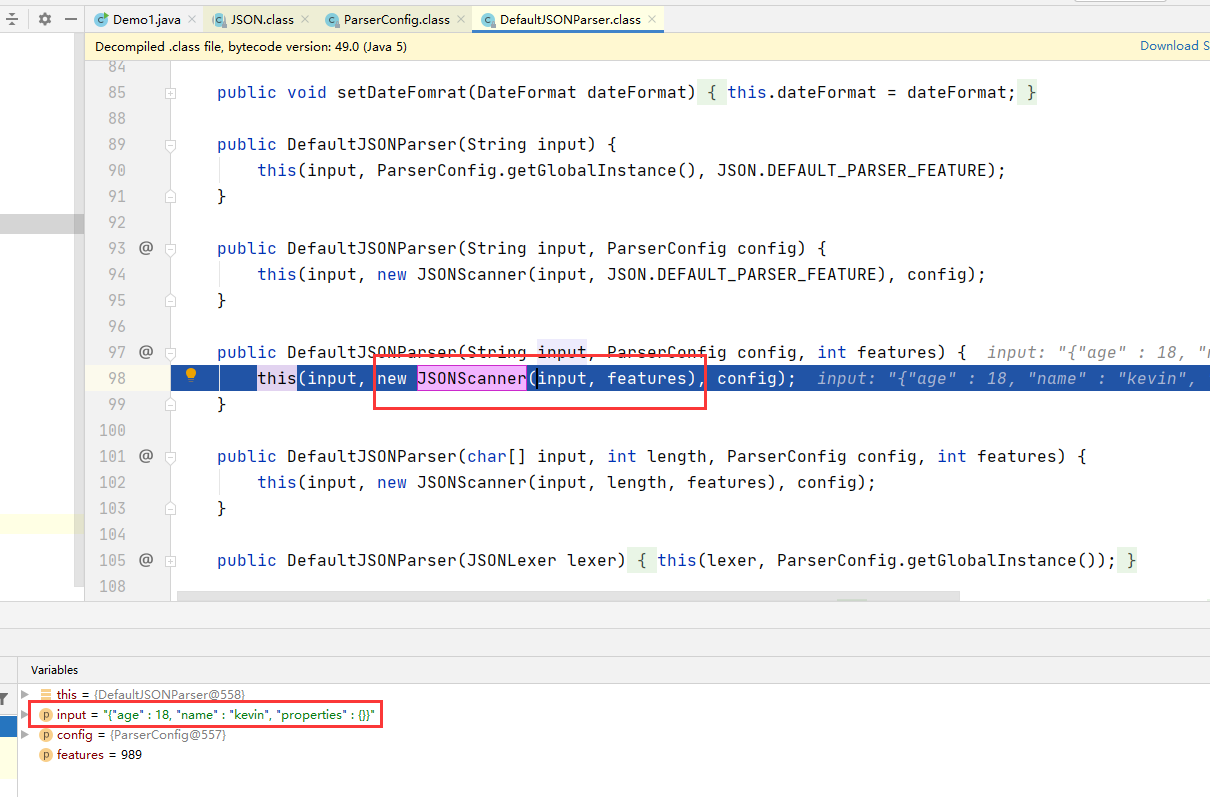 Demo1.java JSON.class ParserConfig.class DefaultJSONParser.class
Decompiled .class file, bytecode version: 49.0 (Java 5) Download S
84
85 public void setDateFomrat(DateFormat dateFormat) { this.dateFormat = dateFormat; }
88
89 public DefaultJSONParser(String input) {
90 this(input, ParserConfig.getGlobalInstance(), JSON.DEFAULT_PARSER_FEATURE);
91 }
92
93 @ public DefaultJSONParser(String input, ParserConfig config) {
94 this(input, new JSONScanner(input, JSON.DEFAULT_PARSER_FEATURE), config);
95 }
96
97 @ public DefaultJSONParser(String input, ParserConfig config, int features) { input: "{"age" : 18, "n
98 this(input, new JSONScanner(input, features), config); input: "{"age" : 18, "name" : "kevin",
99 }
100
101 @ public DefaultJSONParser(char[] input, int length, ParserConfig config, int features) {
102 this(input, new JSONScanner(input, length, features), config);
103 }
104
105 @ public DefaultJSONParser(JSONLexer lexer) { this(lexer, ParserConfig.getGlobalInstance()); }
108
Variables
this = {DefaultJSONParser@558}
input = "{"age" : 18, "name" : "kevin", "properties" : {}}"
config = {ParserConfig@557}
features = 989